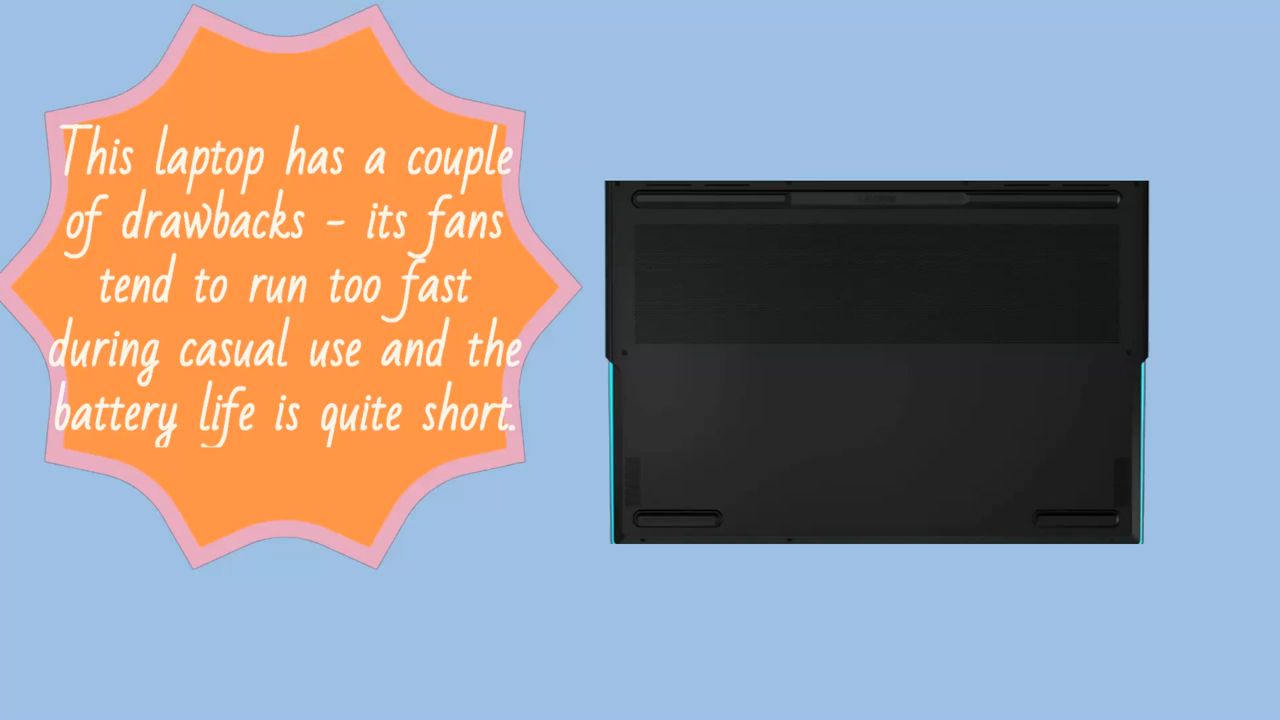 This laptop has a couple
of drawbacks - its fans
tend to run too fast
during casual use and the
battery life is quite short.